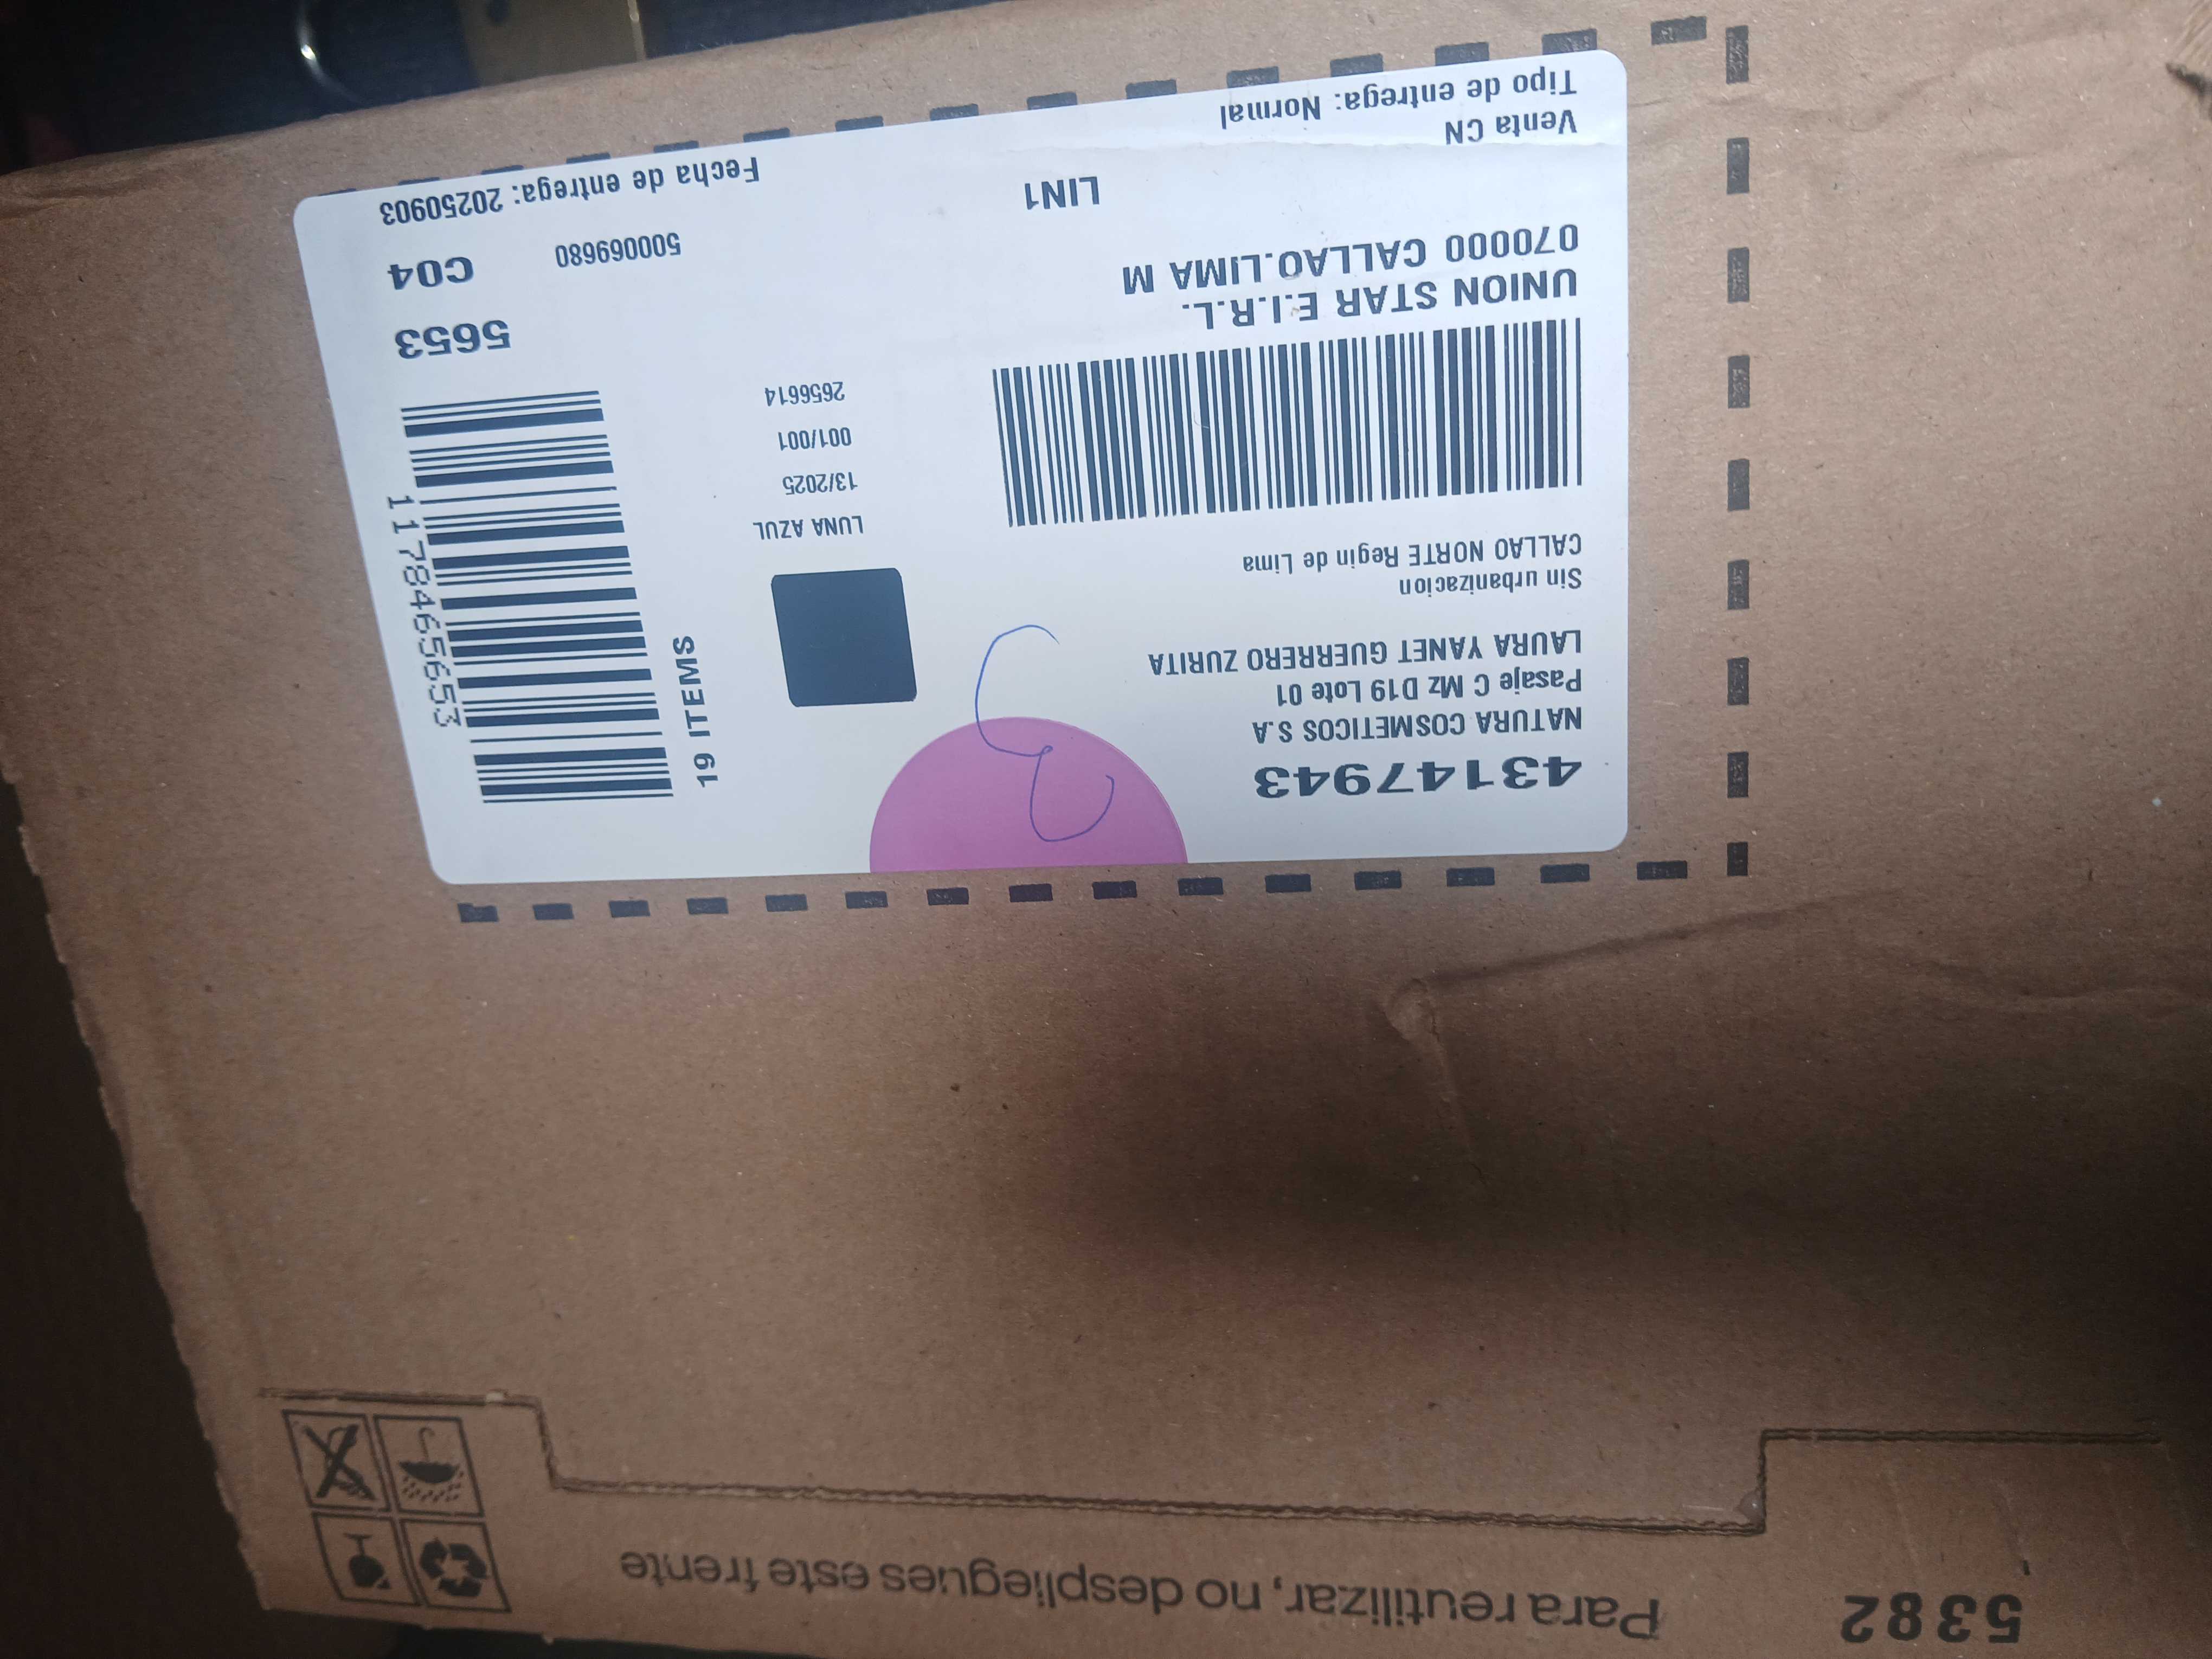 43147943
NATURA COSMETICOS S.A
Pasaje C Mz D19 Lote 01
LAURA YANET GUERRERO ZURITA
Sin urbanizacion
CALLAO NORTE Regin de Lima
UNION STAR E.I.R.L.
070000 CALLAO.LIMA M
LIN1
Venta CN
Tipo de entrega: Normal
LUNA AZUL
13/2025
001/001
2656614
19 ITEMS
1178465653
5653
500069680
C04
Fecha de entrega: 20250903
5382
Para reutilizar, no despliegues este frente